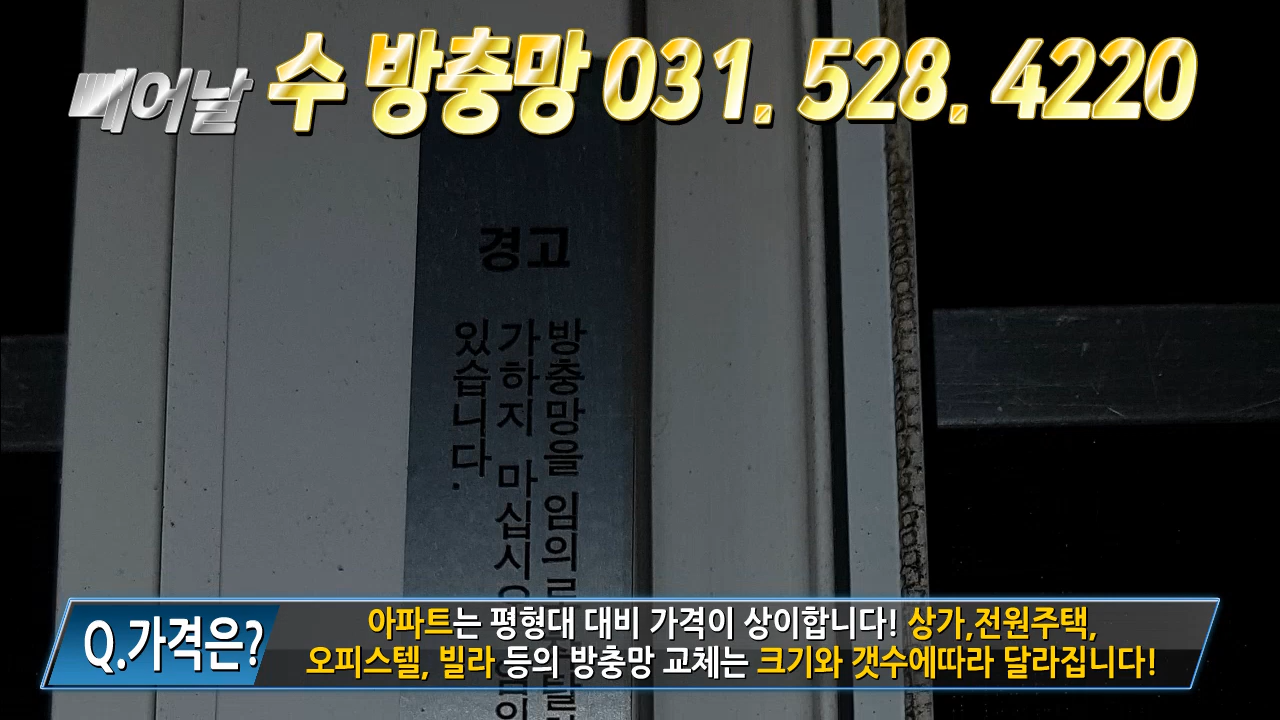 빼어날 수 방충망 031. 528. 4220
경고
방충망을 임의로
가하지 마십시오
있습니다.
Q.가격은?
아파트는 평형대 대비 가격이 상이합니다! 상가,전원주택,
오피스텔, 빌라 등의 방충망 교체는 크기와 갯수에따라 달라집니다!